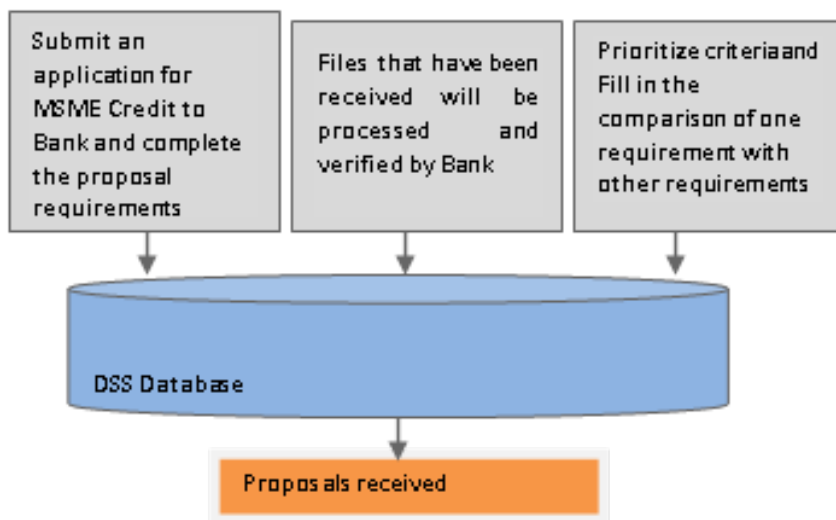 Submit an
application for
MSME Credit to
Bank and complete
the proposal
requirements
Files that have been
received will be
processed and
verified by Bank
Prioritize criteriaand
Fill in the
comparison of one
requirement with
other requirements
DSS Database
Proposals received